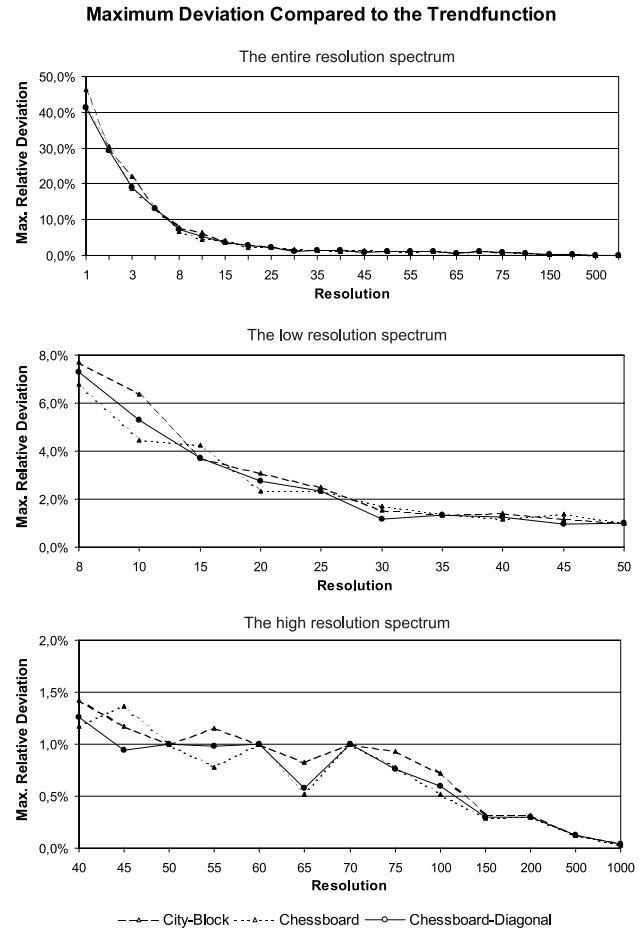 Maximum Deviation Compared to the Trendfunction
The entire resolution spectrum
Max. Relative Deviation
50,0%
40,0%
30,0%
20,0%
10,0%
0,0%
1 3 8 15 25 35 45 55 65 75 150 500
Resolution
The low resolution spectrum
Max. Relative Deviation
8,0%
6,0%
4,0%
2,0%
0,0%
8 10 15 20 25 30 35 40 45 50
Resolution
The high resolution spectrum
Max. Relative Deviation
2,0%
1,5%
1,0%
0,5%
0,0%
40 45 50 55 60 65 70 75 100 150 200 500 1000
Resolution
City-Block Chessboard Chessboard-Diagonal